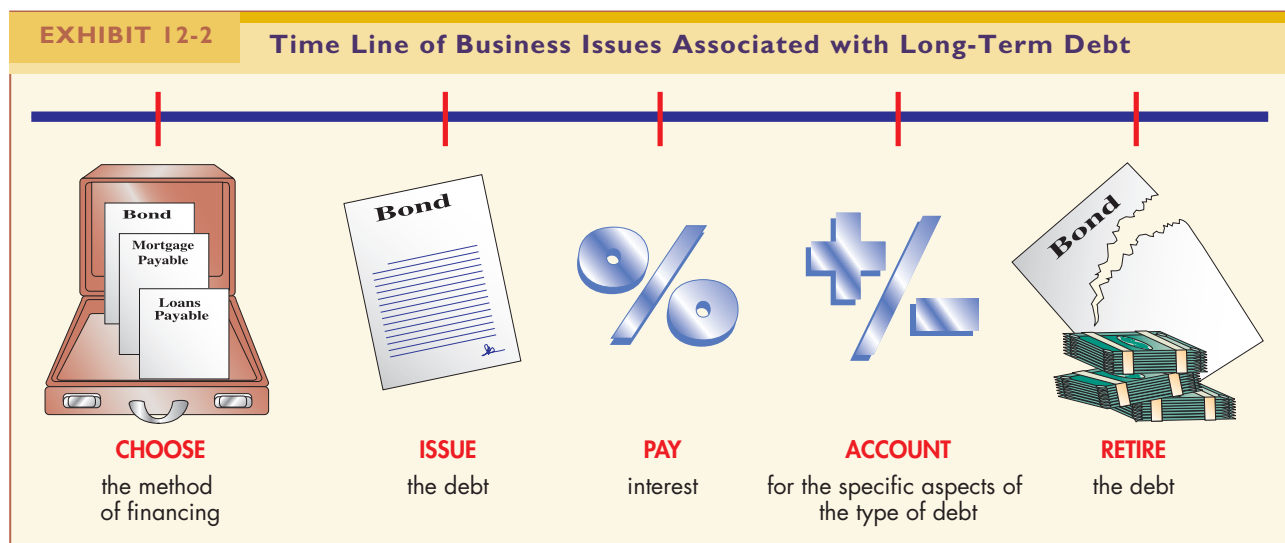 EXHIBIT 12-2
Time Line of Business Issues Associated with Long-Term Debt
Bond
Mortgage
Payable
Loans
Payable
Bond
Bond
CHOOSE
the method
of financing
ISSUE
the debt
PAY
interest
ACCOUNT
for the specific aspects of
the type of debt
RETIRE
the debt